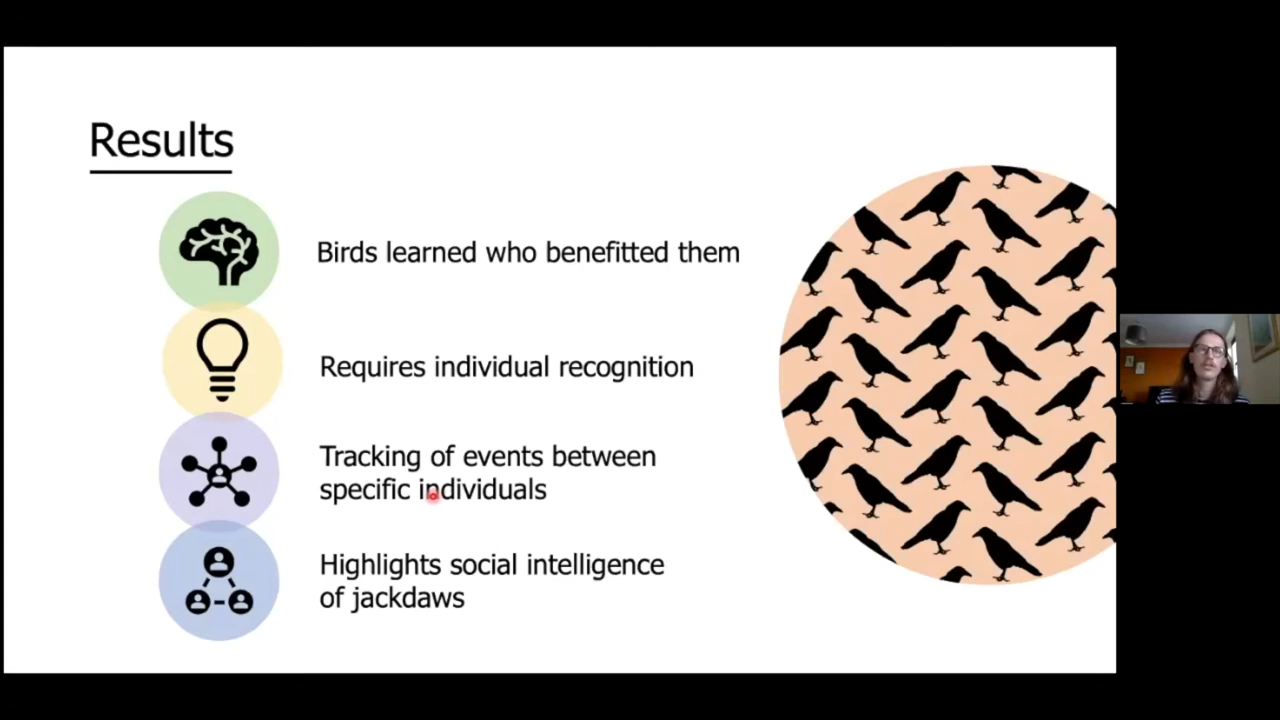 Results
Birds learned who benefitted them
Requires individual recognition
Tracking of events between
specific individuals
Highlights social intelligence
of jackdaws